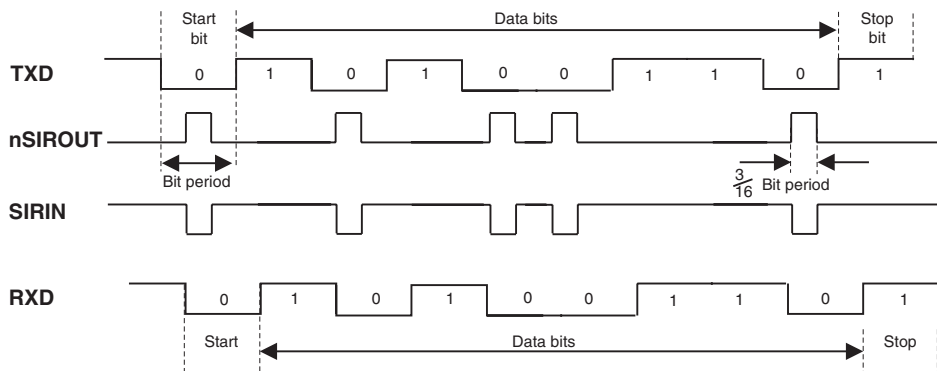 Start bit
Data bits
Stop bit
TXD
0 1 0 1 0 0 1 1 0 1
nSIROUT
Bit period
3/16
Bit period
SIRIN
RXD
0 1 0 1 0 0 1 1 0 1
Start
Data bits
Stop